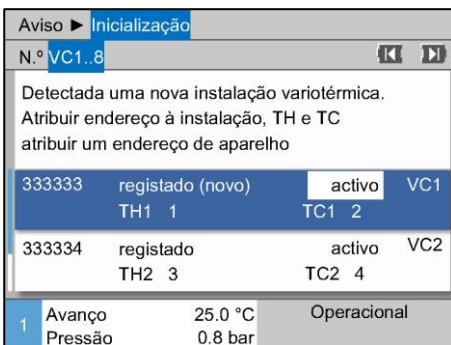 Aviso ► Inicialização
N.º VC1..8
Detectada uma nova instalação variotérmica.
Atribuir endereço à instalação, TH e TC
atribuir um endereço de aparelho
333333 registado (novo) activo VC1
TH1 1 TC1 2
333334 registado activo VC2
TH2 3 TC2 4
1 Avanço 25.0 °C Operacional
Pressão 0.8 bar